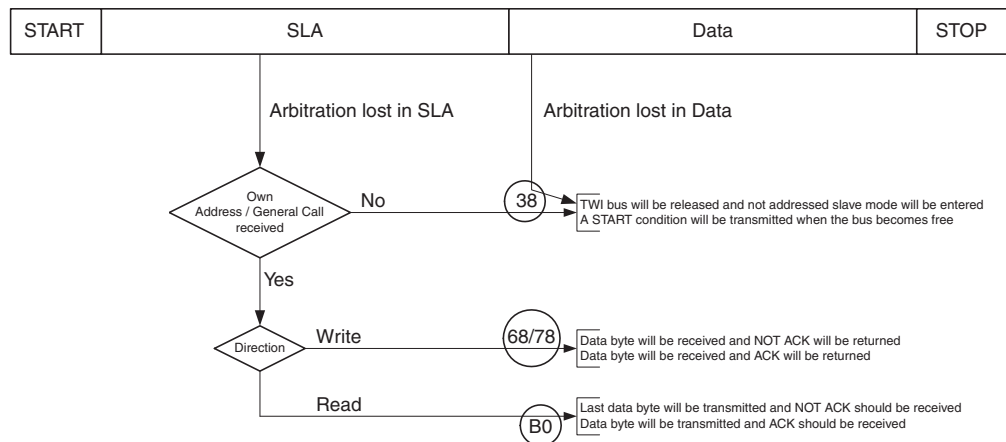 START SLA Data STOP
Arbitration lost in SLA Arbitration lost in Data
Own
Address / General Call
received
No
38
TWI bus will be released and not addressed slave mode will be entered
A START condition will be transmitted when the bus becomes free
Yes
Direction
Write
68/78
Data byte will be received and NOT ACK will be returned
Data byte will be received and ACK will be returned
Read
B0
Last data byte will be transmitted and NOT ACK should be received
Data byte will be transmitted and ACK should be received